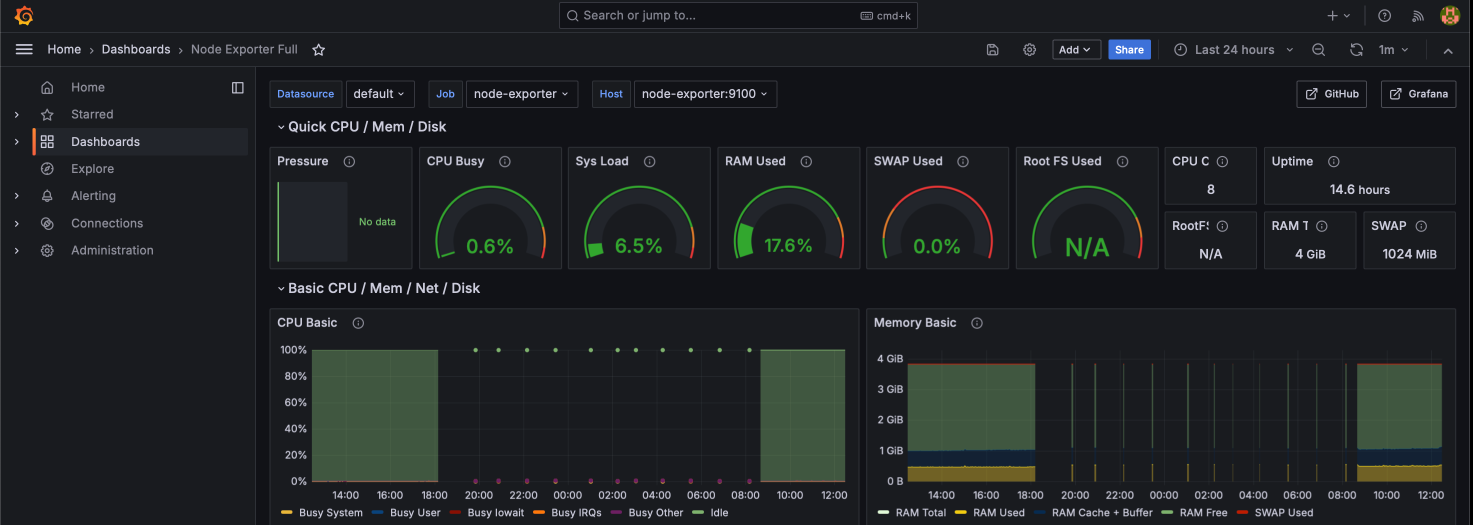 Search or jump to... cmd+k
Home Dashboards Node Exporter Full Add Share Last 24 hours 1m
Home
Starred
Dashboards
Explore
Alerting
Connections
Administration
Datasource default Job node-exporter Host node-exporter:9100 GitHub Grafana
Quick CPU / Mem / Disk
Pressure CPU Busy Sys Load RAM Used SWAP Used Root FS Used CPU C Uptime
8 14.6 hours
No data
0.6% 6.5% 17.6% 0.0% N/A
RootFS RAM T SWAP
N/A 4 GiB 1024 MiB
Basic CPU / Mem / Net / Disk
CPU Basic
100%
80%
60%
40%
20%
0%
14:00 16:00 18:00 20:00 22:00 00:00 02:00 04:00 06:00 08:00 10:00 12:00
Busy System Busy User Busy Iowait Busy IRQs Busy Other Idle
Memory Basic
4 GiB
3 GiB
2 GiB
1 GiB
0 B
14:00 16:00 18:00 20:00 22:00 00:00 02:00 04:00 06:00 08:00 10:00 12:00
RAM Total RAM Used RAM Cache + Buffer RAM Free SWAP Used